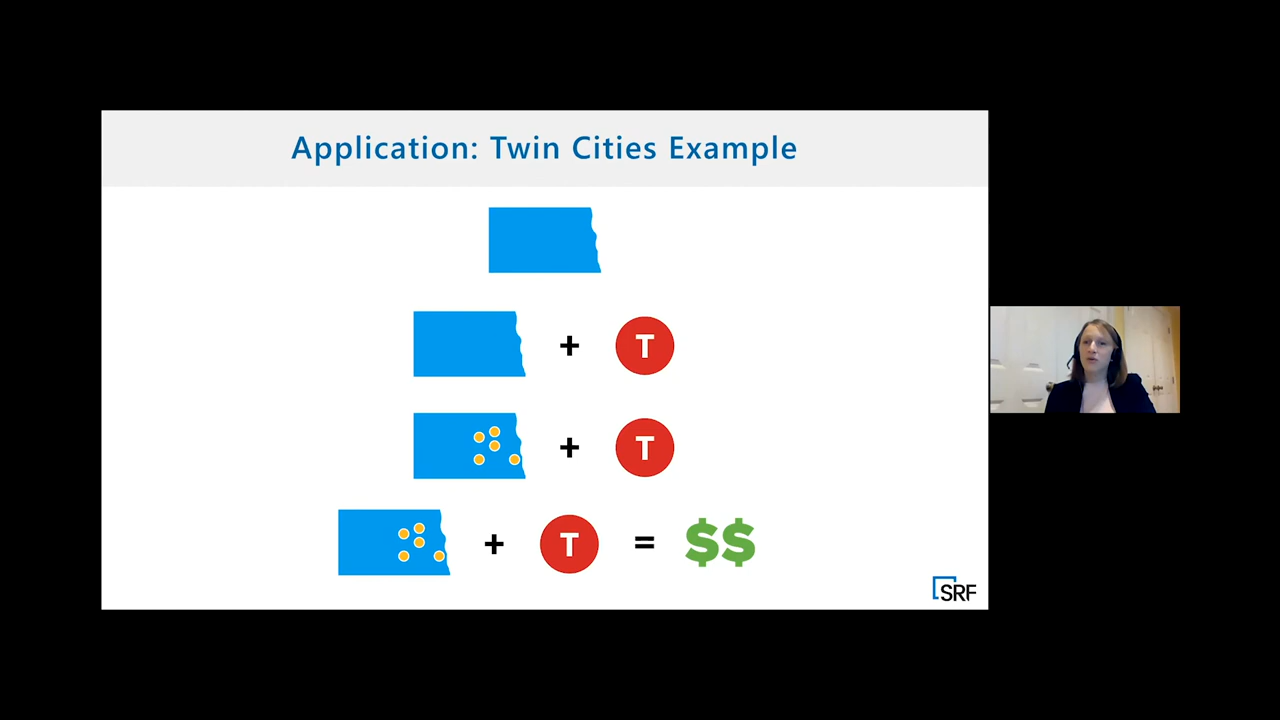 Application: Twin Cities Example
+ T
+ T
+ T = $$
SRF